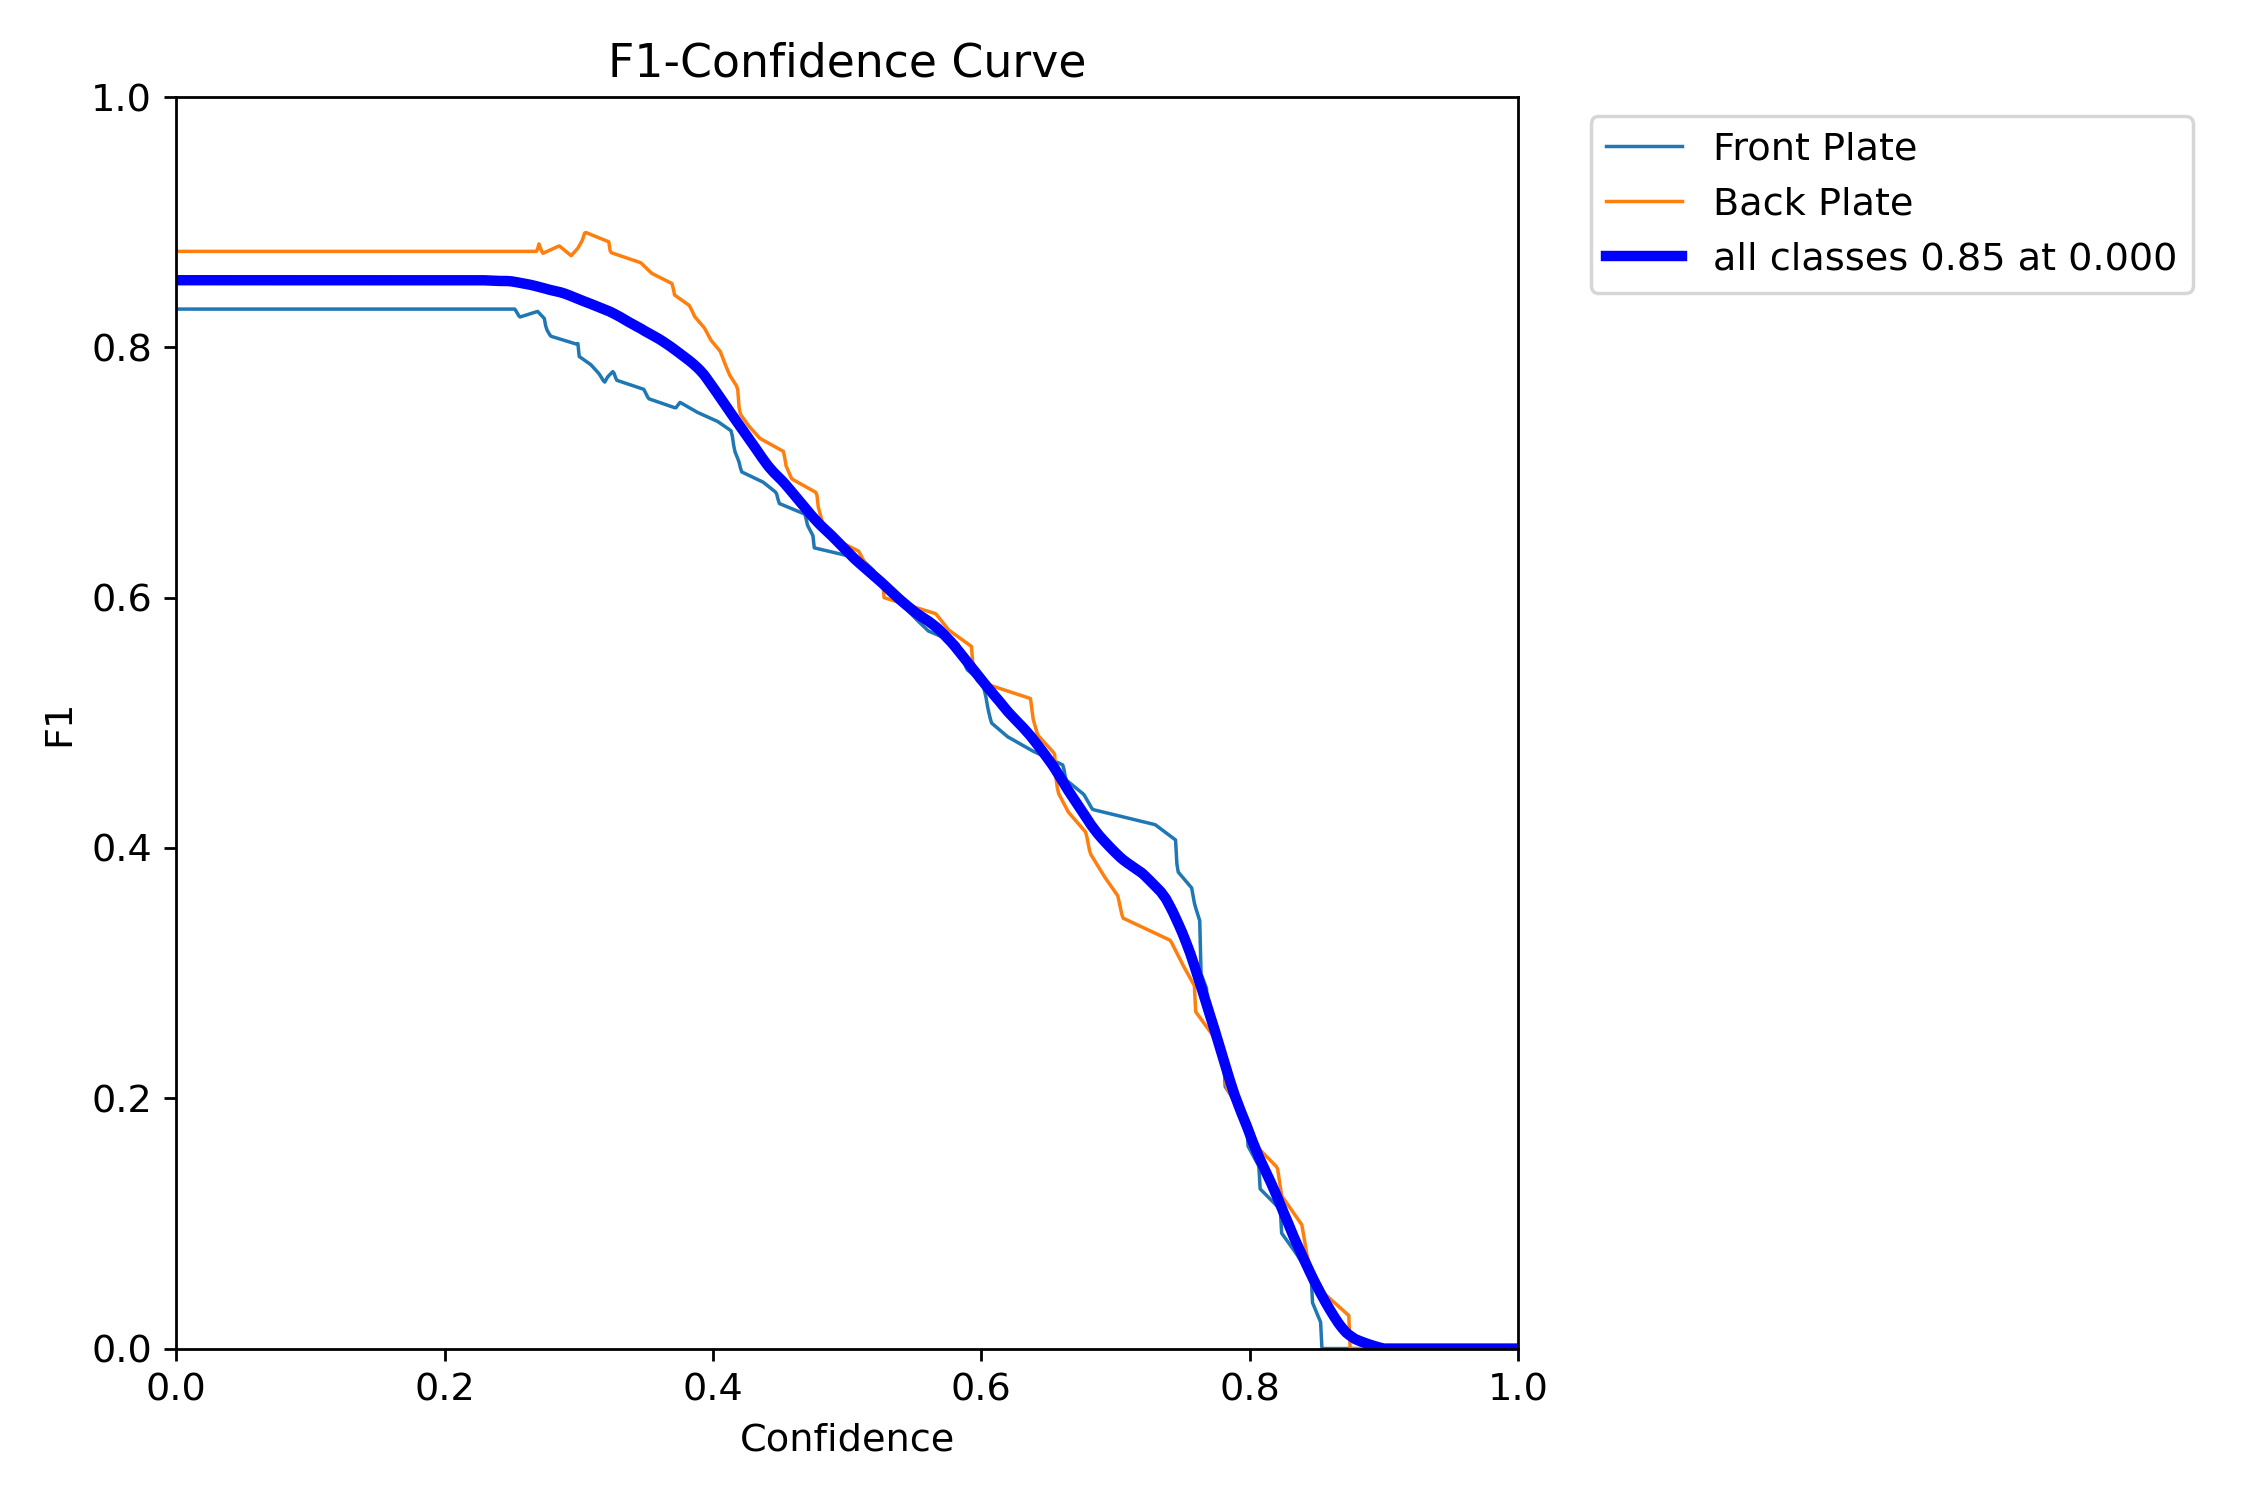 F1-Confidence Curve
1.0
0.8
0.6
0.4
0.2
0.0
F1
0.0 0.2 0.4 0.6 0.8 1.0
Confidence
Front Plate
Back Plate
all classes 0.85 at 0.000